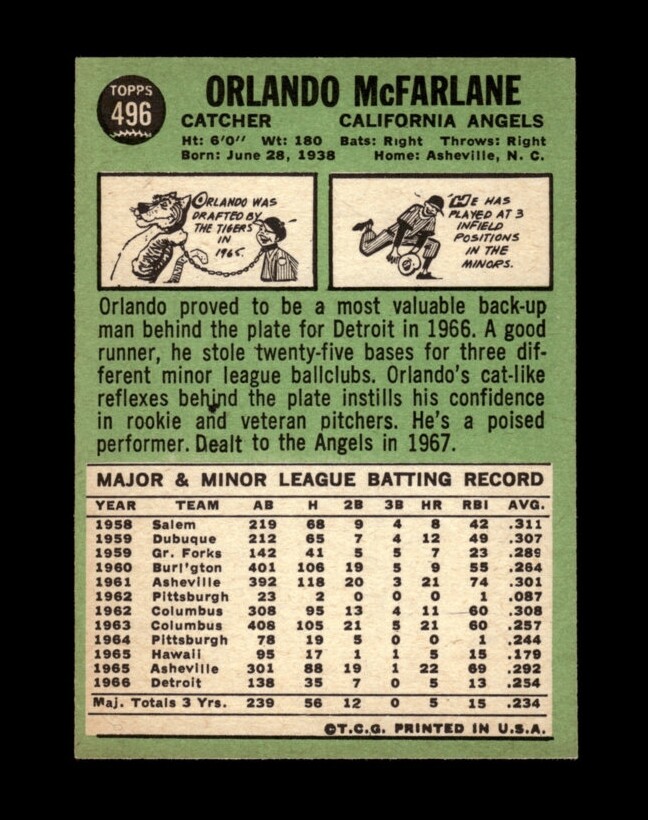 TOPPS
496
ORLANDO McFARLANE
CATCHER CALIFORNIA ANGELS
Ht: 6'0" Wt: 180 Bats: Right Throws: Right
Born: June 28, 1938 Home: Asheville, N. C.
ORLANDO WAS
DRAFTED BY
THE TIGERS
IN
1965.
HE HAS
PLAYED AT 3
INFIELD
POSITIONS
IN THE
MINORS.
Orlando proved to be a most valuable back-up
man behind the plate for Detroit in 1966. A good
runner, he stole twenty-five bases for three dif-
ferent minor league ballclubs. Orlando's cat-like
reflexes behind the plate instills his confidence
in rookie and veteran pitchers. He's a poised
performer. Dealt to the Angels in 1967.
MAJOR & MINOR LEAGUE BATTING RECORD
YEAR TEAM AB H 2B 3B HR RBI AVG.
1958 Salem 219 68 9 4 8 42 .311
1959 Dubuque 212 65 7 4 12 49 .307
1959 Gr. Forks 142 41 5 5 7 23 .289
1960 Burl'gton 401 106 19 5 9 55 .264
1961 Asheville 392 118 20 3 21 74 .301
1962 Pittsburgh 23 2 0 0 0 1 .087
1962 Columbus 308 95 13 4 11 60 .308
1963 Columbus 408 105 21 5 21 60 .257
1964 Pittsburgh 78 19 5 0 0 1 .244
1965 Hawaii 95 17 1 1 5 15 .179
1965 Asheville 301 88 19 1 22 69 .292
1966 Detroit 138 35 7 0 5 13 .254
Maj. Totals 3 Yrs. 239 56 12 0 5 15 .234
©T.C.G. PRINTED IN U.S.A.